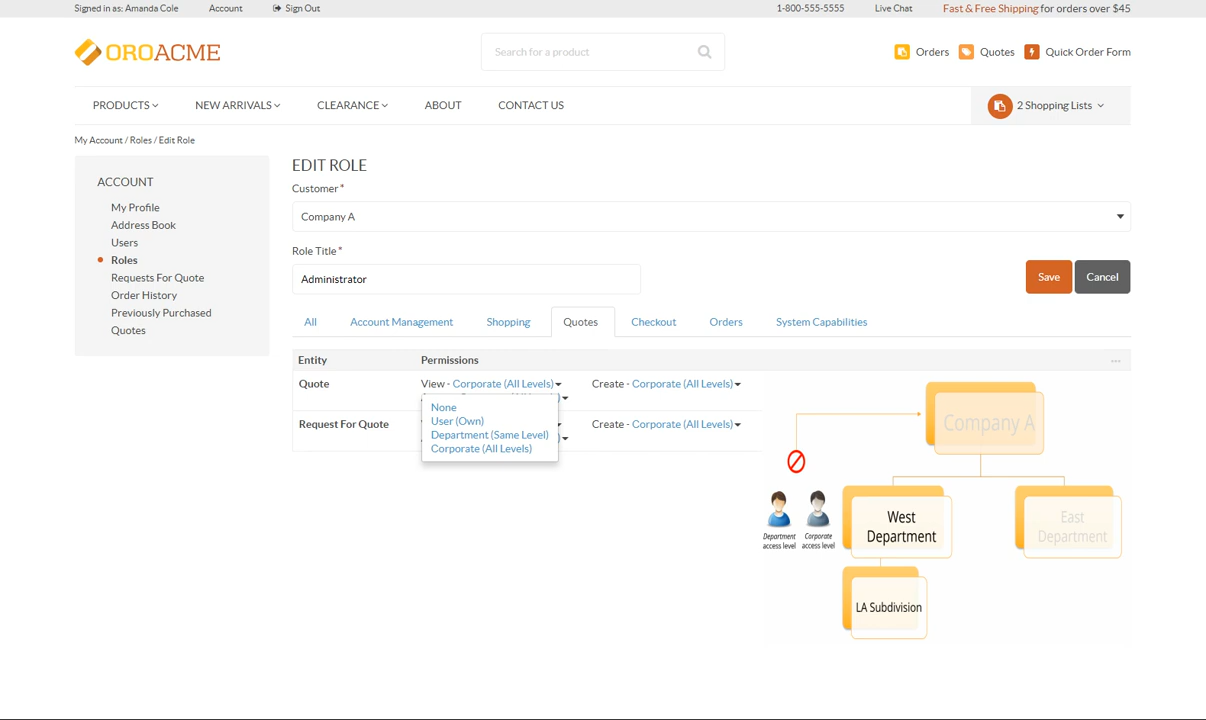 Signed in as: Amanda Cole Account Sign Out 1-800-555-5555 Live Chat Fast & Free Shipping for orders over $45
OROACME Search for a product Orders Quotes Quick Order Form
PRODUCTS NEW ARRIVALS CLEARANCE ABOUT CONTACT US 2 Shopping Lists
My Account / Roles / Edit Role
ACCOUNT
My Profile
Address Book
Users
Roles
Requests For Quote
Order History
Previously Purchased
Quotes
EDIT ROLE
Customer*
Company A
Role Title*
Administrator
Save Cancel
All Account Management Shopping Quotes Checkout Orders System Capabilities
Entity Permissions ...
Quote View - Corporate (All Levels) Create - Corporate (All Levels)
None
User (Own)
Department (Same Level)
Corporate (All Levels)
Request For Quote Create - Corporate (All Levels)
Company A
West
Department
East
Department
Department
access level
Corporate
access level
LA Subdivision